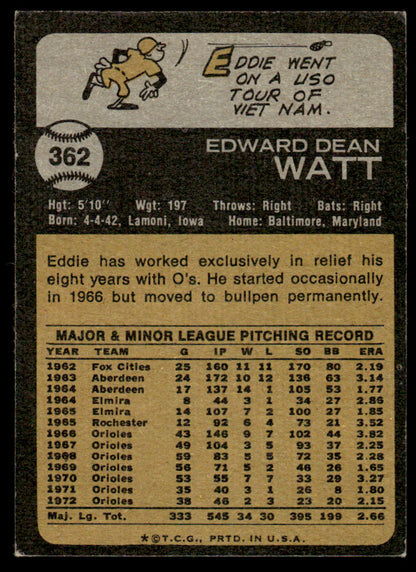 EDDIE WENT
ON A USO
TOUR OF
VIET NAM.
362
EDWARD DEAN
WATT
Hgt: 5'10" Wgt: 197 Throws: Right Bats: Right
Born: 4-4-42, Lamoni, Iowa Home: Baltimore, Maryland
Eddie has worked exclusively in relief his
eight years with O's. He started occasionally
in 1966 but moved to bullpen permanently.
MAJOR & MINOR LEAGUE PITCHING RECORD
YEAR TEAM G IP W L SO BB ERA
1962 Fox Cities 25 160 11 11 170 80 2.19
1963 Aberdeen 24 172 10 12 136 67 2.34
1964 Aberdeen 17 137 14 1 105 53 1.77
1964 Elmira 8 44 3 1 34 27 2.86
1965 Elmira 14 107 7 2 100 27 1.85
1965 Rochester 12 92 6 4 73 21 3.52
1966 Orioles 43 146 9 7 102 44 3.82
1967 Orioles 49 104 3 5 93 37 2.25
1968 Orioles 59 83 5 5 72 35 2.28
1969 Orioles 56 71 5 2 46 26 1.65
1970 Orioles 53 55 7 7 33 29 3.27
1971 Orioles 35 40 3 1 26 8 1.80
1972 Orioles 38 46 2 3 23 20 2.15
Maj. Lg. Tot. 333 545 34 30 395 199 2.66
*©T.C.G., PRTD. IN U.S.A.